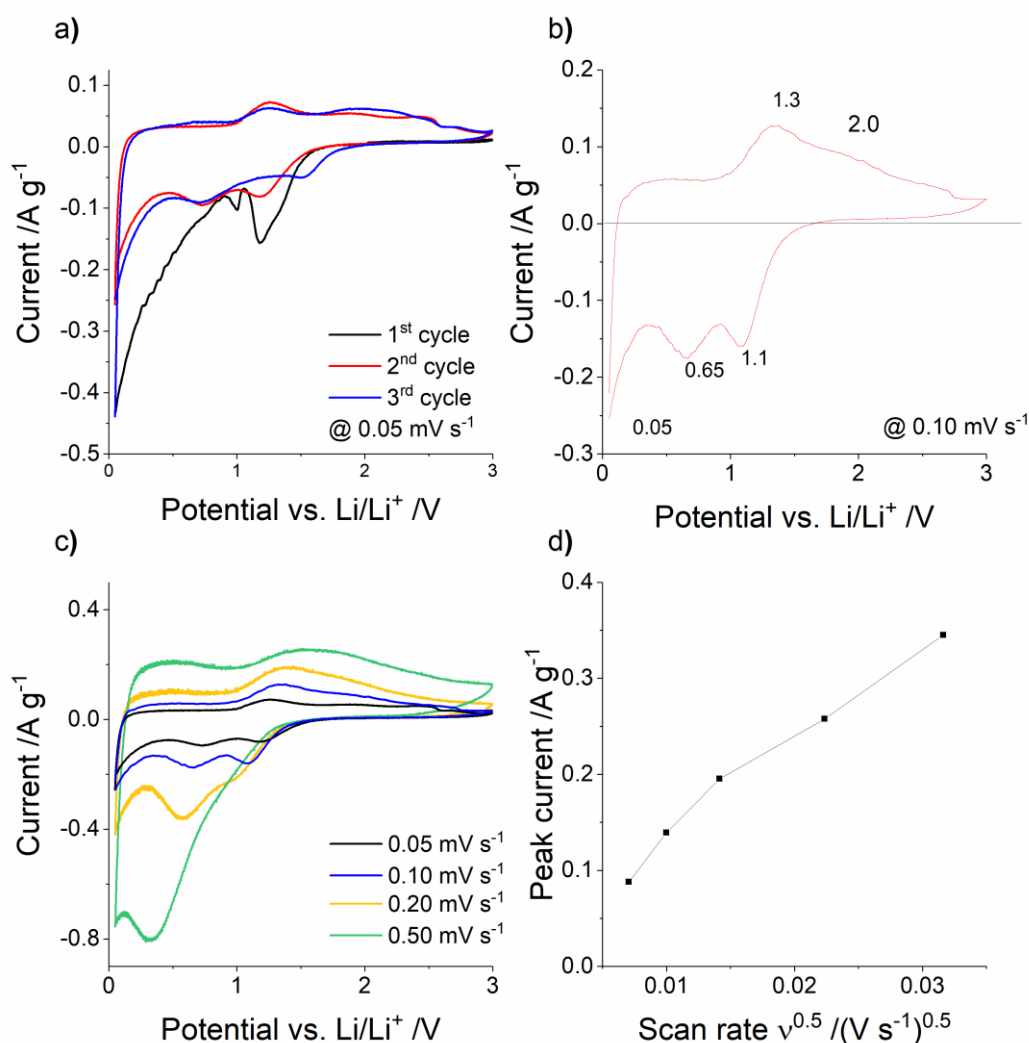 a)
0.1
0.0
-0.1
-0.2
-0.3
-0.4
-0.5
Current /A g⁻¹
1ˢᵗ cycle
2ⁿᵈ cycle
3ʳᵈ cycle
@ 0.05 mV s⁻¹
0 1 2 3
Potential vs. Li/Li⁺ /V
b)
0.2
0.1
0.0
-0.1
-0.2
-0.3
Current /A g⁻¹
1.3
2.0
0.65
1.1
0.05
@ 0.10 mV s⁻¹
0 1 2 3
Potential vs. Li/Li⁺ /V
c)
0.4
0.0
-0.4
-0.8
Current /A g⁻¹
0.05 mV s⁻¹
0.10 mV s⁻¹
0.20 mV s⁻¹
0.50 mV s⁻¹
0 1 2 3
Potential vs. Li/Li⁺ /V
d)
0.4
0.3
0.2
0.1
0.0
Peak current /A g⁻¹
0.01 0.02 0.03
Scan rate ν⁰·⁵ /(V s⁻¹)⁰·⁵